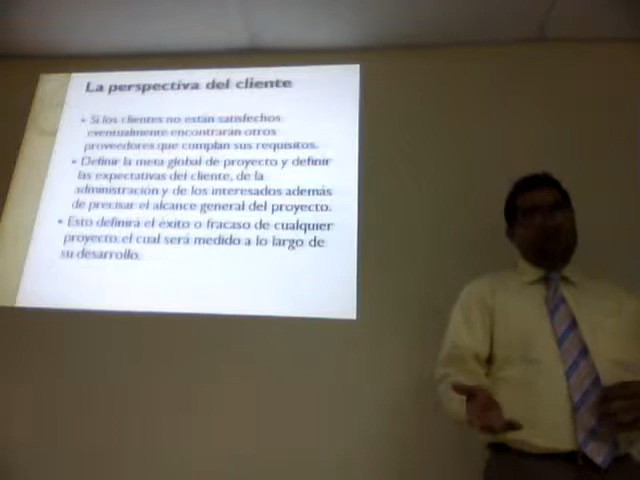 La perspectiva del cliente
• Si los clientes no están satisfechos
eventualmente encontrarán otros
proveedores que cumplan sus requisitos.
• Definir la meta global de proyecto y definir
las expectativas del cliente, de la
administración y de los interesados además
de precisar el alcance general del proyecto.
• Esto definirá el éxito o fracaso de cualquier
proyecto, el cual será medido a lo largo de
su desarrollo.